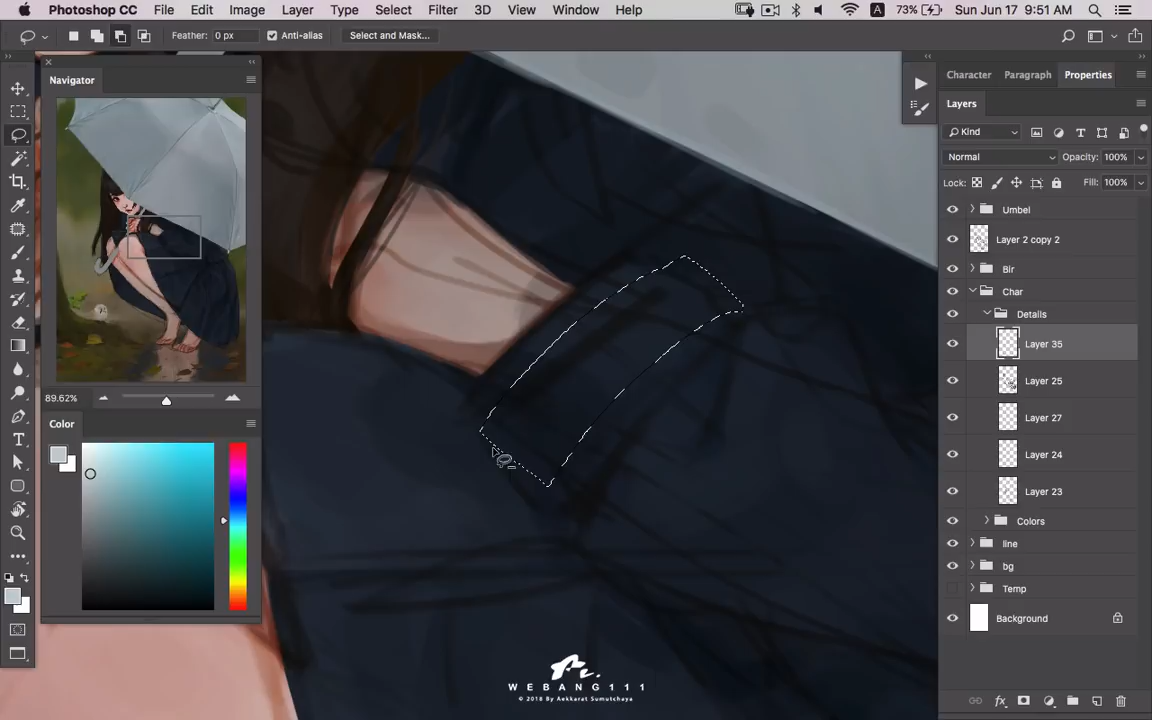 Photoshop CC File Edit Image Layer Type Select Filter 3D View Window Help A 73% Sun Jun 17 9:51 AM
Feather: 0 px Anti-alias Select and Mask...
Navigator
89.62%
Color
Character Paragraph Properties
Layers
Kind
Normal Opacity: 100%
Lock: Fill: 100%
Umbel
Layer 2 copy 2
Bir
Char
Details
Layer 35
Layer 25
Layer 27
Layer 24
Layer 23
Colors
line
bg
Temp
Background
fx
WEBANG111
© 2018 By Aekkarat Sumutchaya